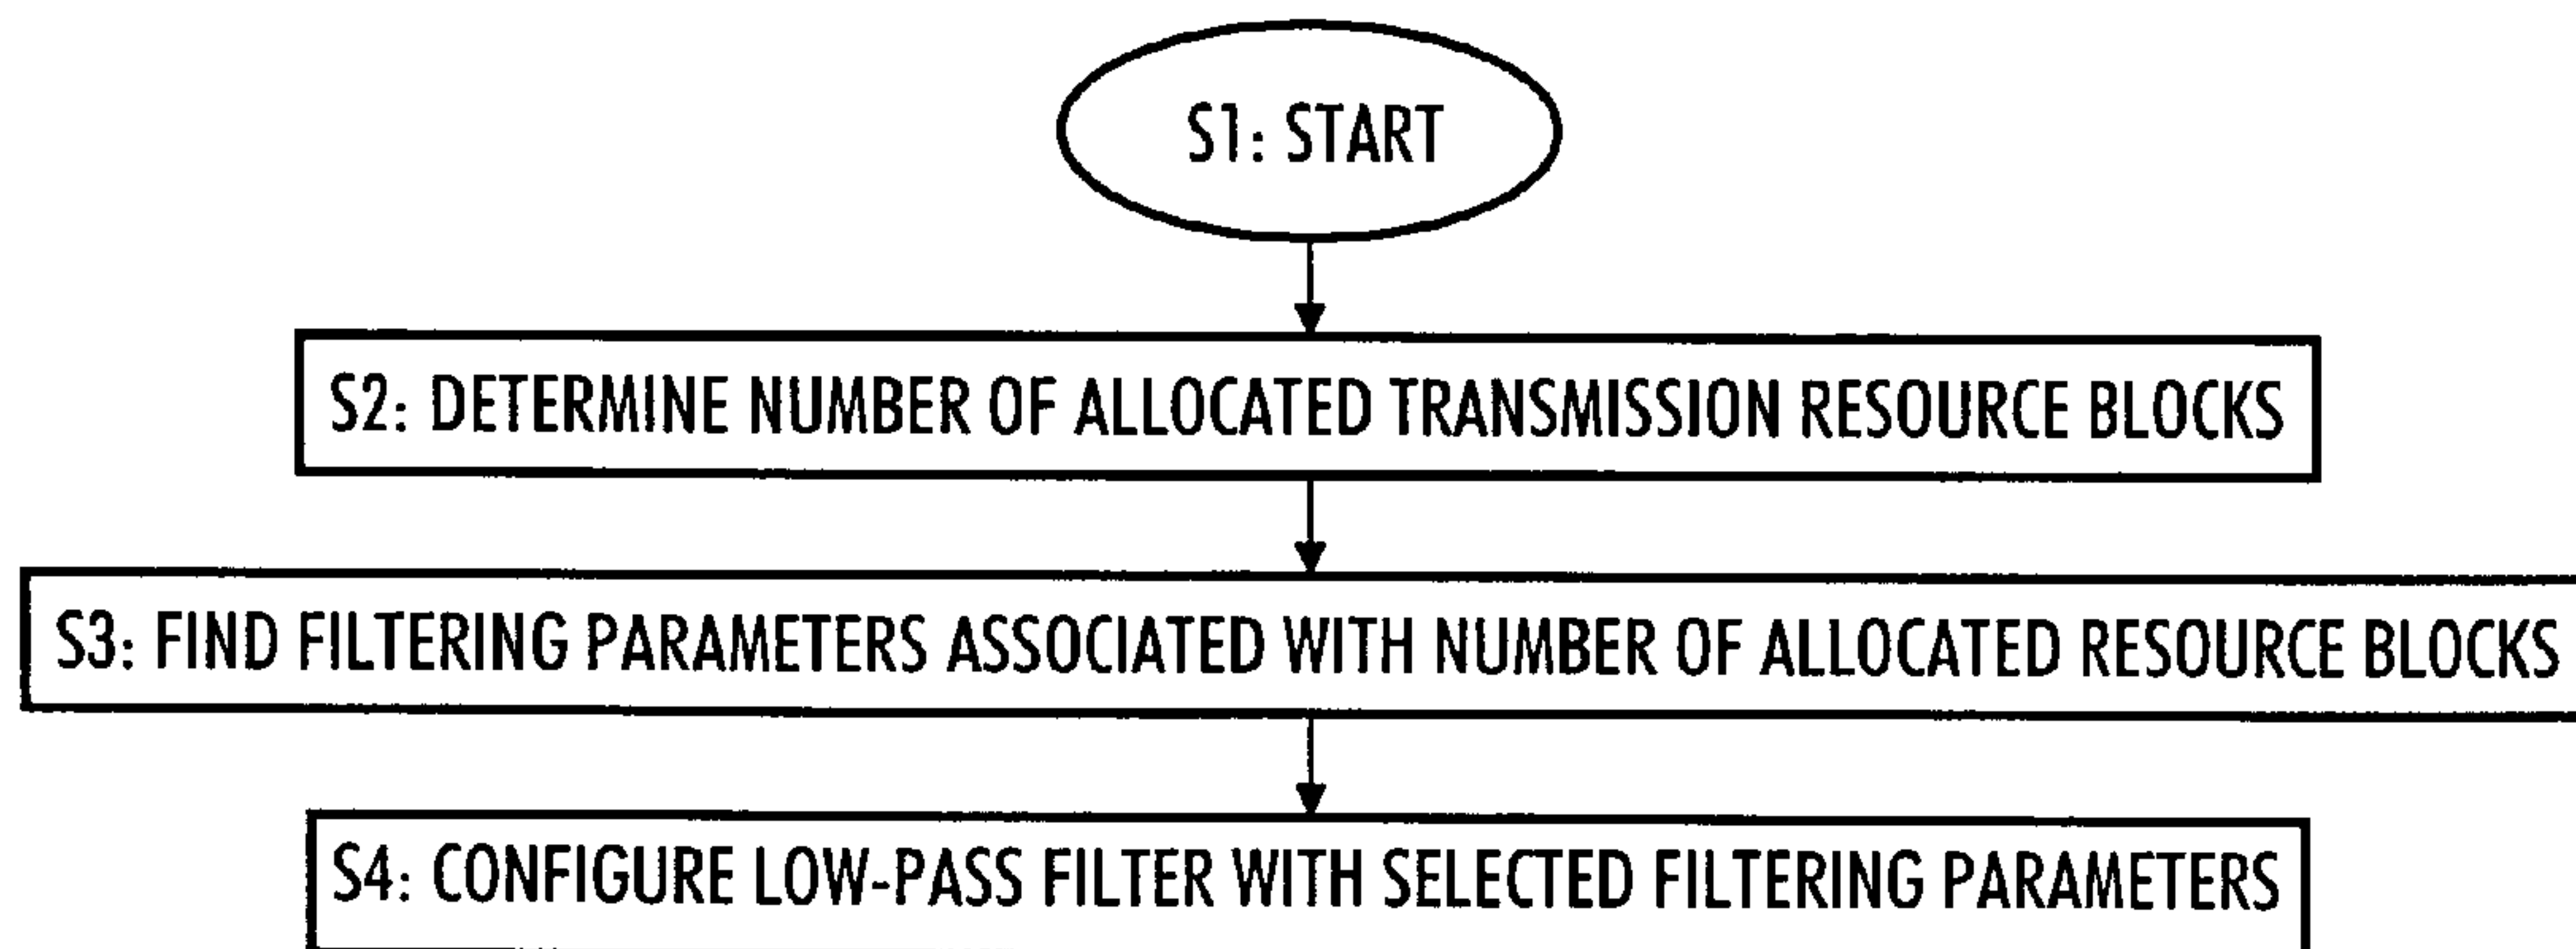 S1: START
S2: DETERMINE NUMBER OF ALLOCATED TRANSMISSION RESOURCE BLOCKS
S3: FIND FILTERING PARAMETERS ASSOCIATED WITH NUMBER OF ALLOCATED RESOURCE BLOCKS
S4: CONFIGURE LOW-PASS FILTER WITH SELECTED FILTERING PARAMETERS